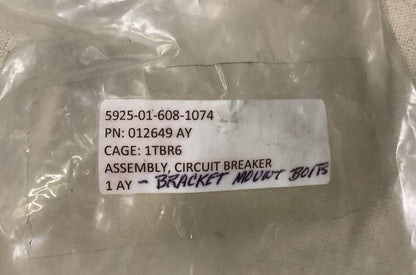 5925-01-608-1074
PN: 012649 AY
CAGE: 1TBR6
ASSEMBLY, CIRCUIT BREAKER
1 AY - BRACKET MOUNT BOLTS